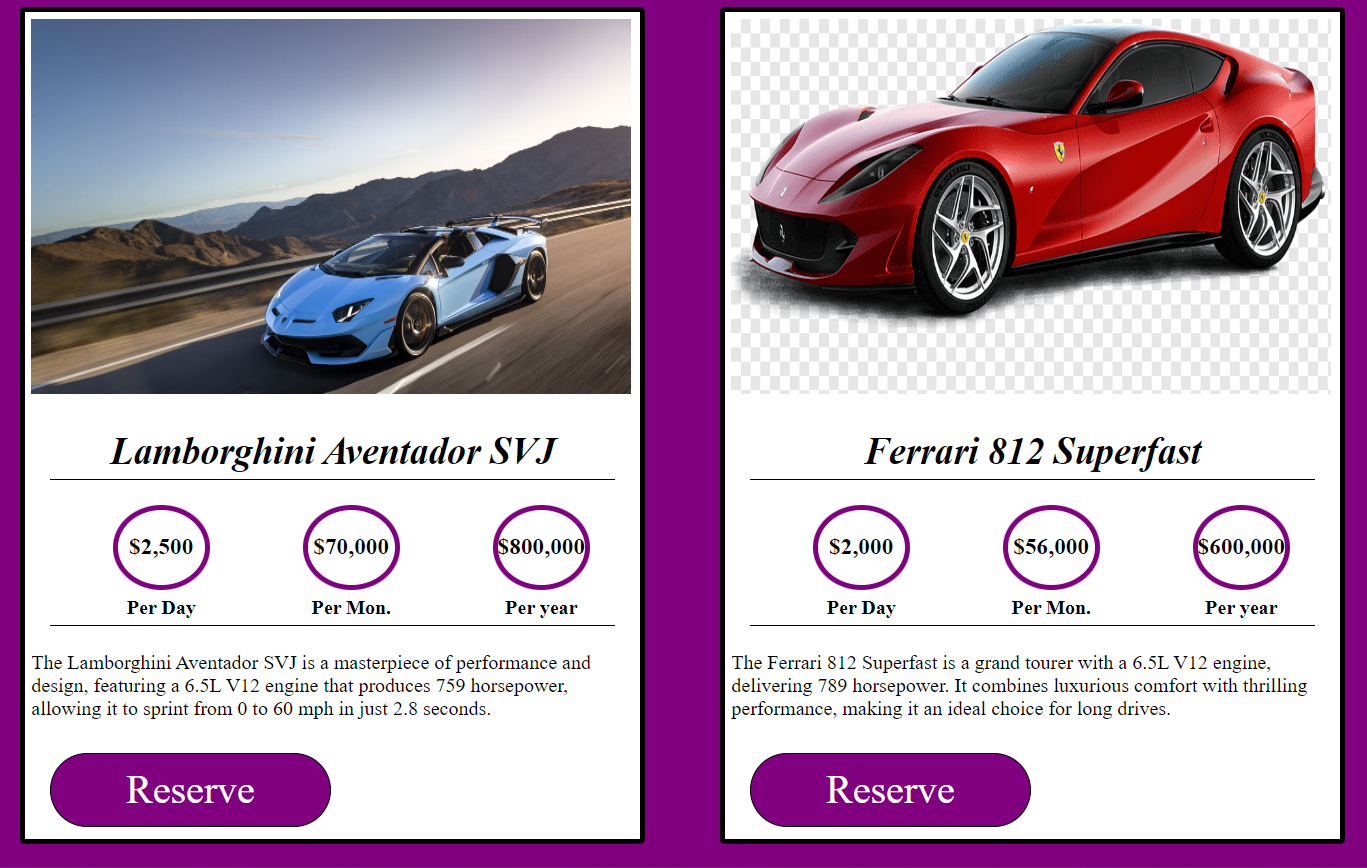 Lamborghini Aventador SVJ
$2,500 $70,000 $800,000
Per Day Per Mon. Per year
The Lamborghini Aventador SVJ is a masterpiece of performance and
design, featuring a 6.5L V12 engine that produces 759 horsepower,
allowing it to sprint from 0 to 60 mph in just 2.8 seconds.
Reserve
Ferrari 812 Superfast
$2,000 $56,000 $600,000
Per Day Per Mon. Per year
The Ferrari 812 Superfast is a grand tourer with a 6.5L V12 engine,
delivering 789 horsepower. It combines luxurious comfort with thrilling
performance, making it an ideal choice for long drives.
Reserve